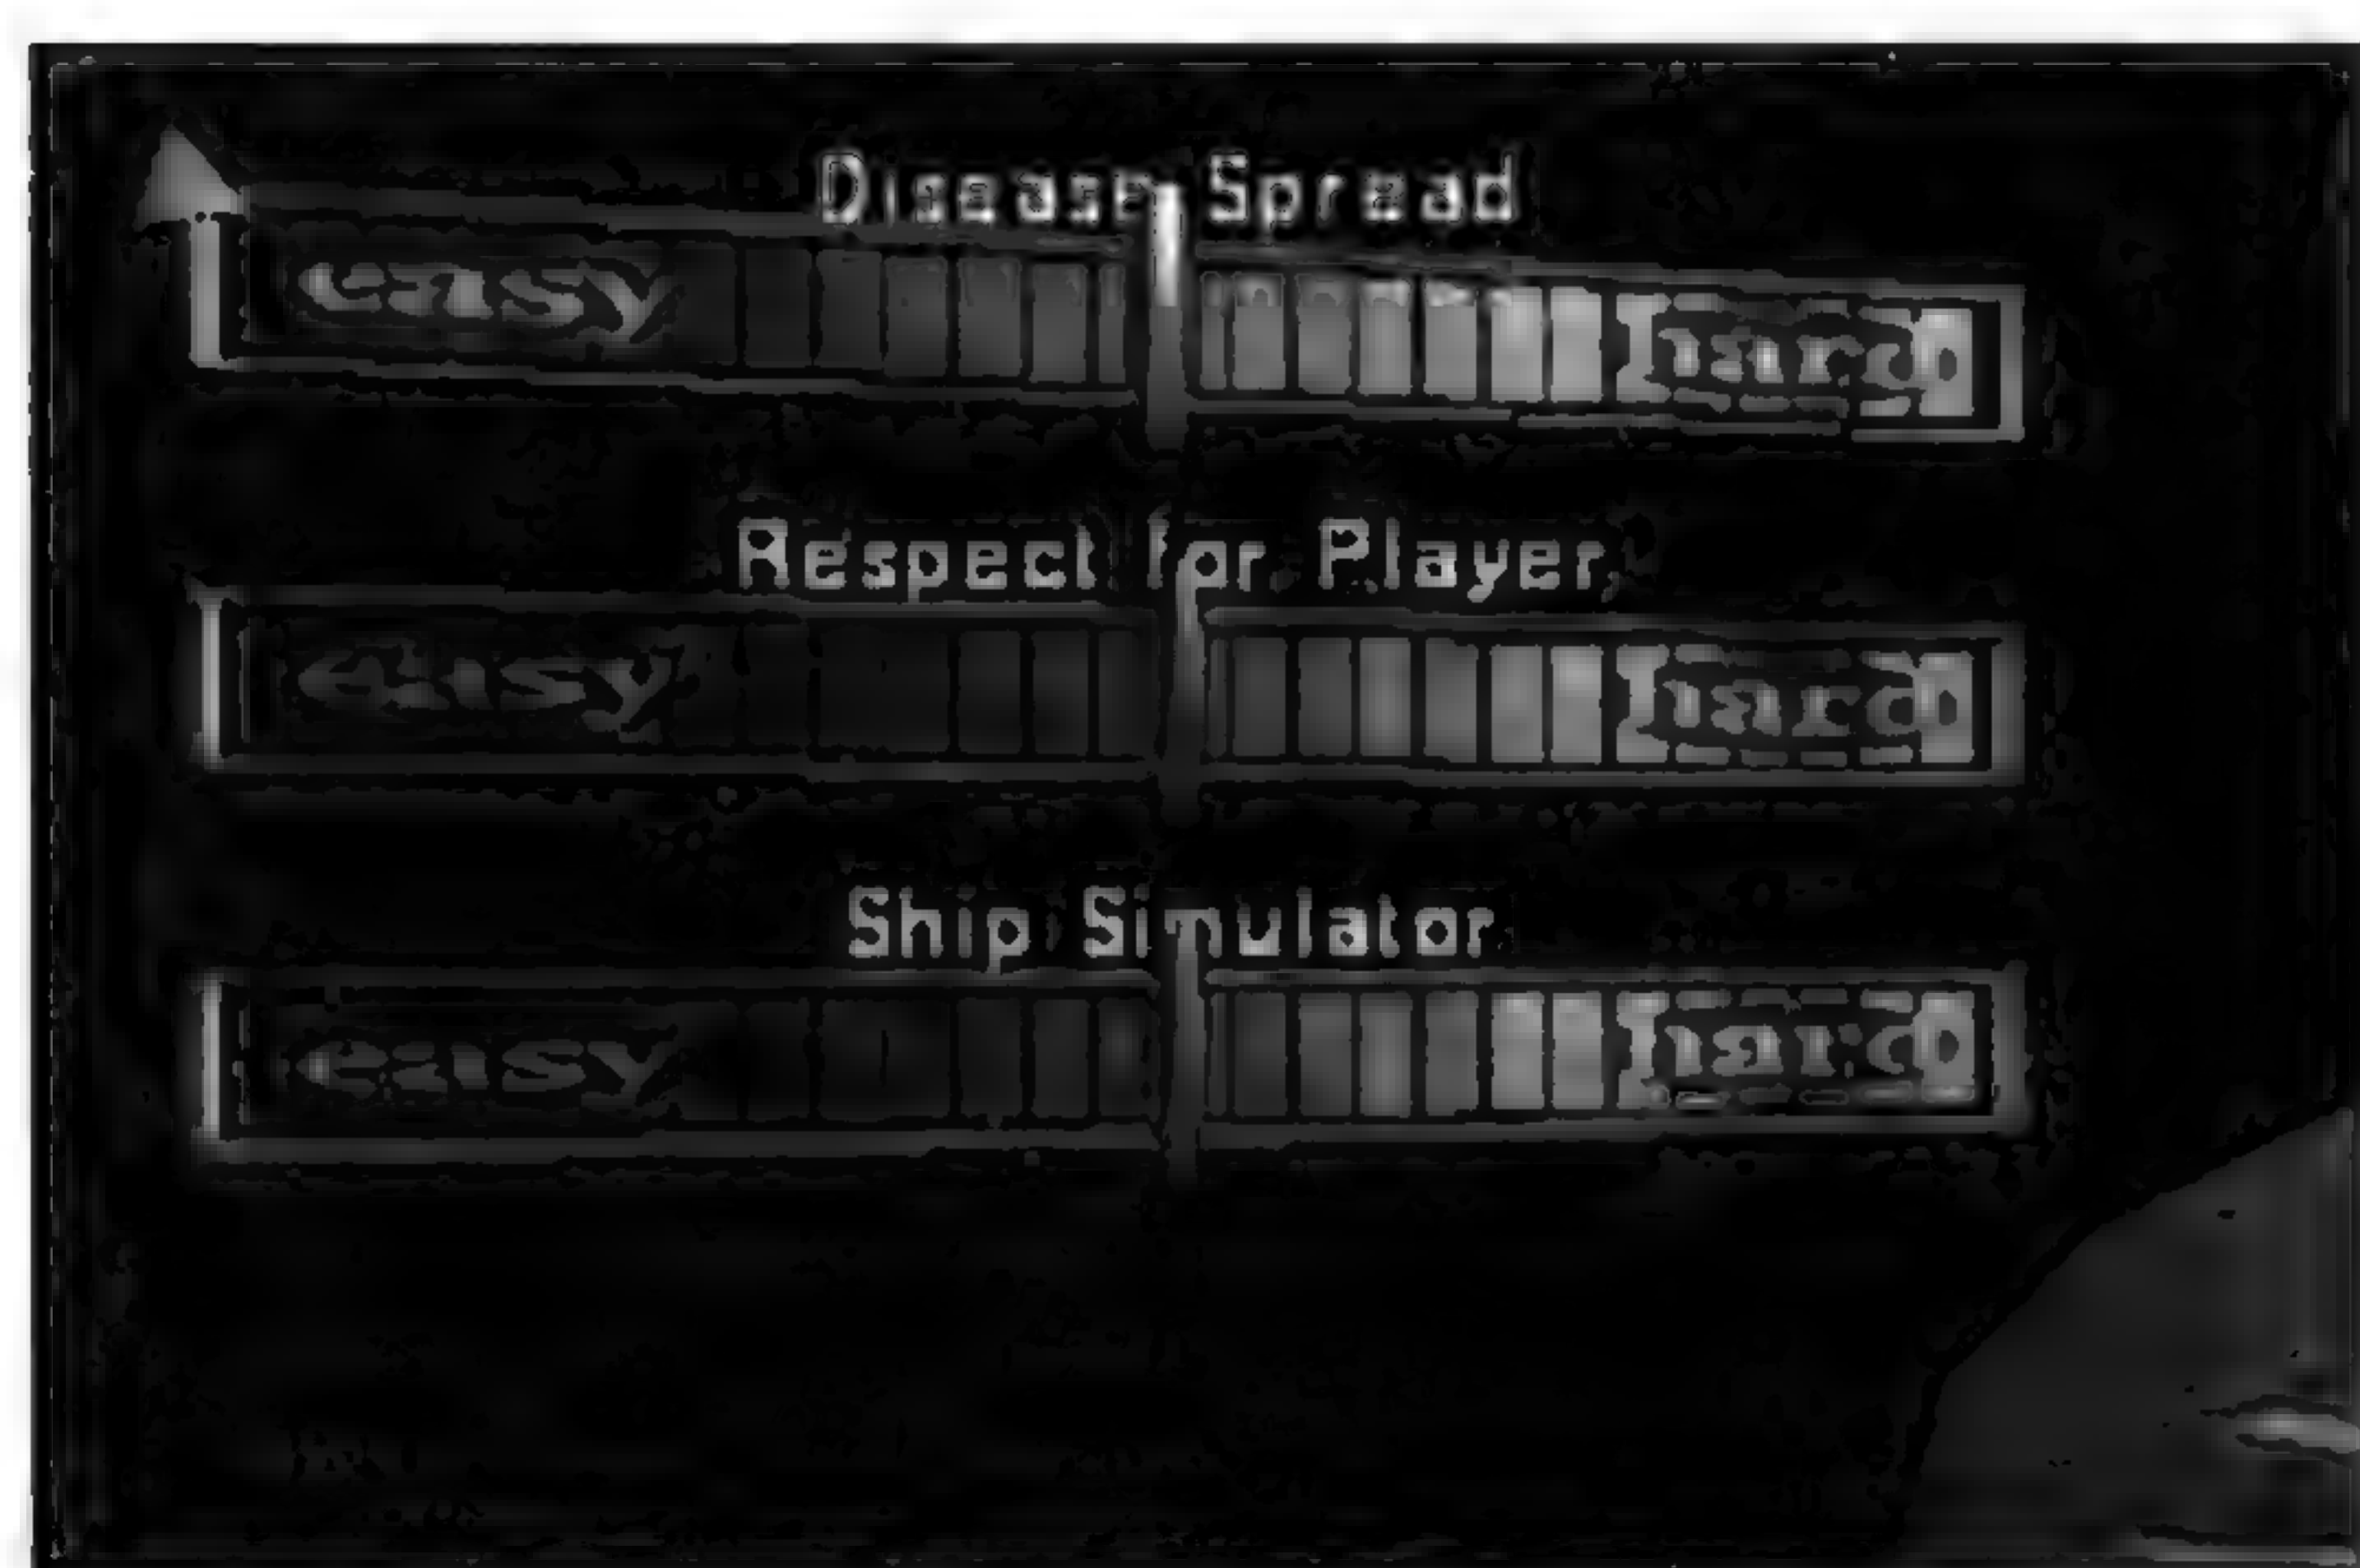 Disease Spread
easy hard
Respect for Player
easy hard
Ship Simulator
easy hard